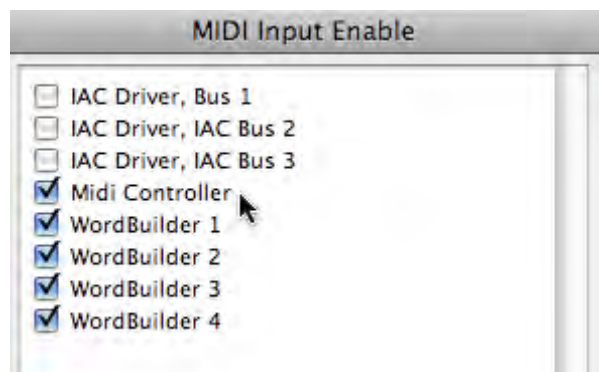 MIDI Input Enable
IAC Driver, Bus 1
IAC Driver, IAC Bus 2
IAC Driver, IAC Bus 3
Midi Controller
WordBuilder 1
WordBuilder 2
WordBuilder 3
WordBuilder 4